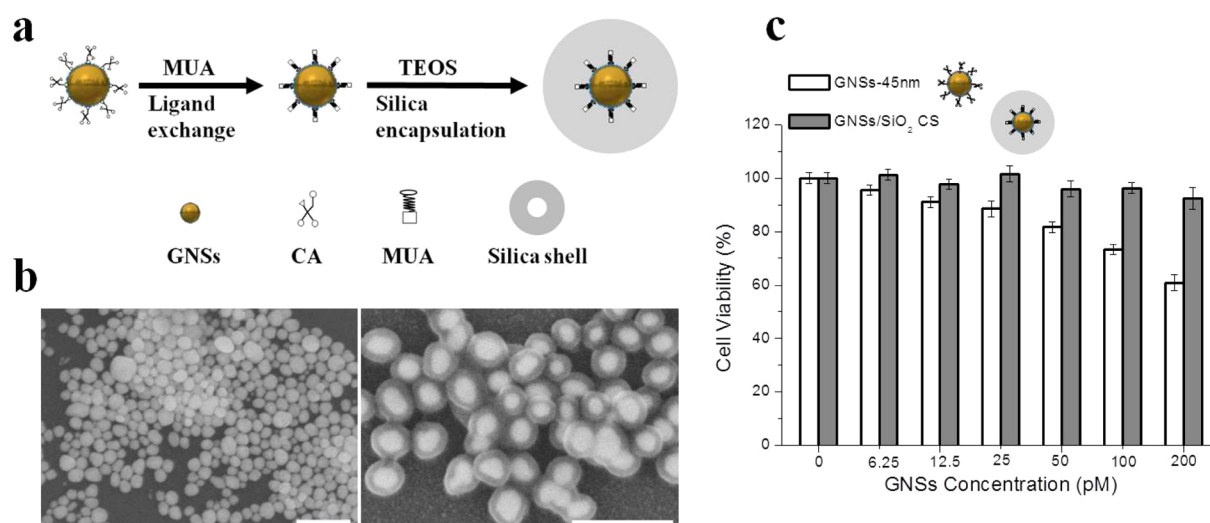 a
MUA
Ligand
exchange
TEOS
Silica
encapsulation
GNSs
CA
MUA
Silica shell
b
c
GNSs-45nm
GNSs/SiO₂ CS
Cell Viability (%)
120
100
80
60
40
20
0
0 6.25 12.5 25 50 100 200
GNSs Concentration (pM)